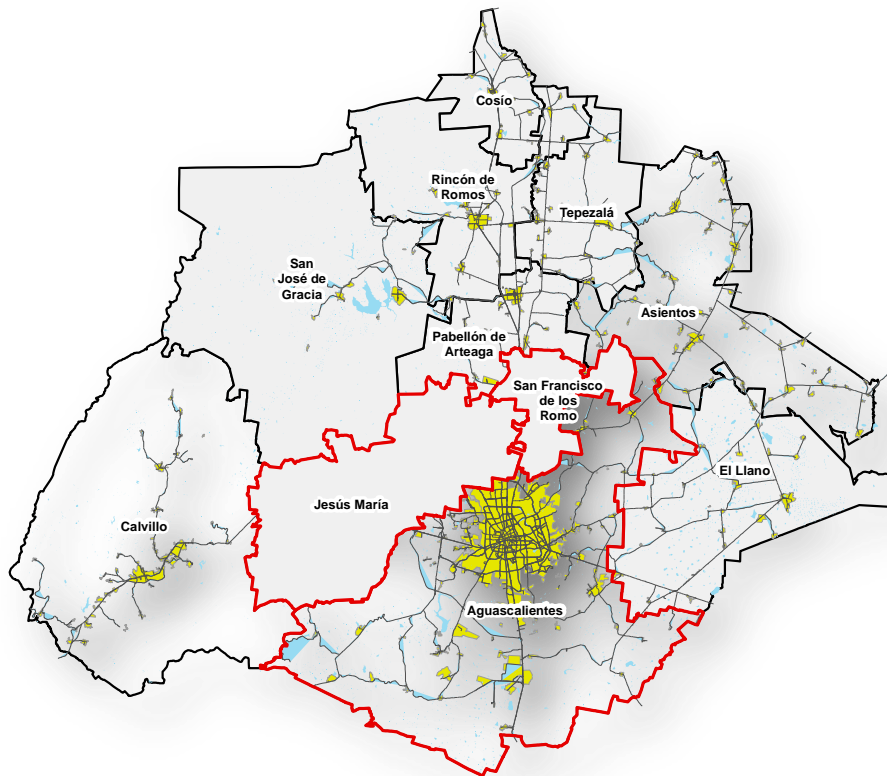 Cosío
Rincón de
Romos
Tepezalá
San
José de
Gracia
Asientos
Pabellón de
Arteaga
San Francisco
de los
Romo
El Llano
Jesús María
Calvillo
Aguascalientes